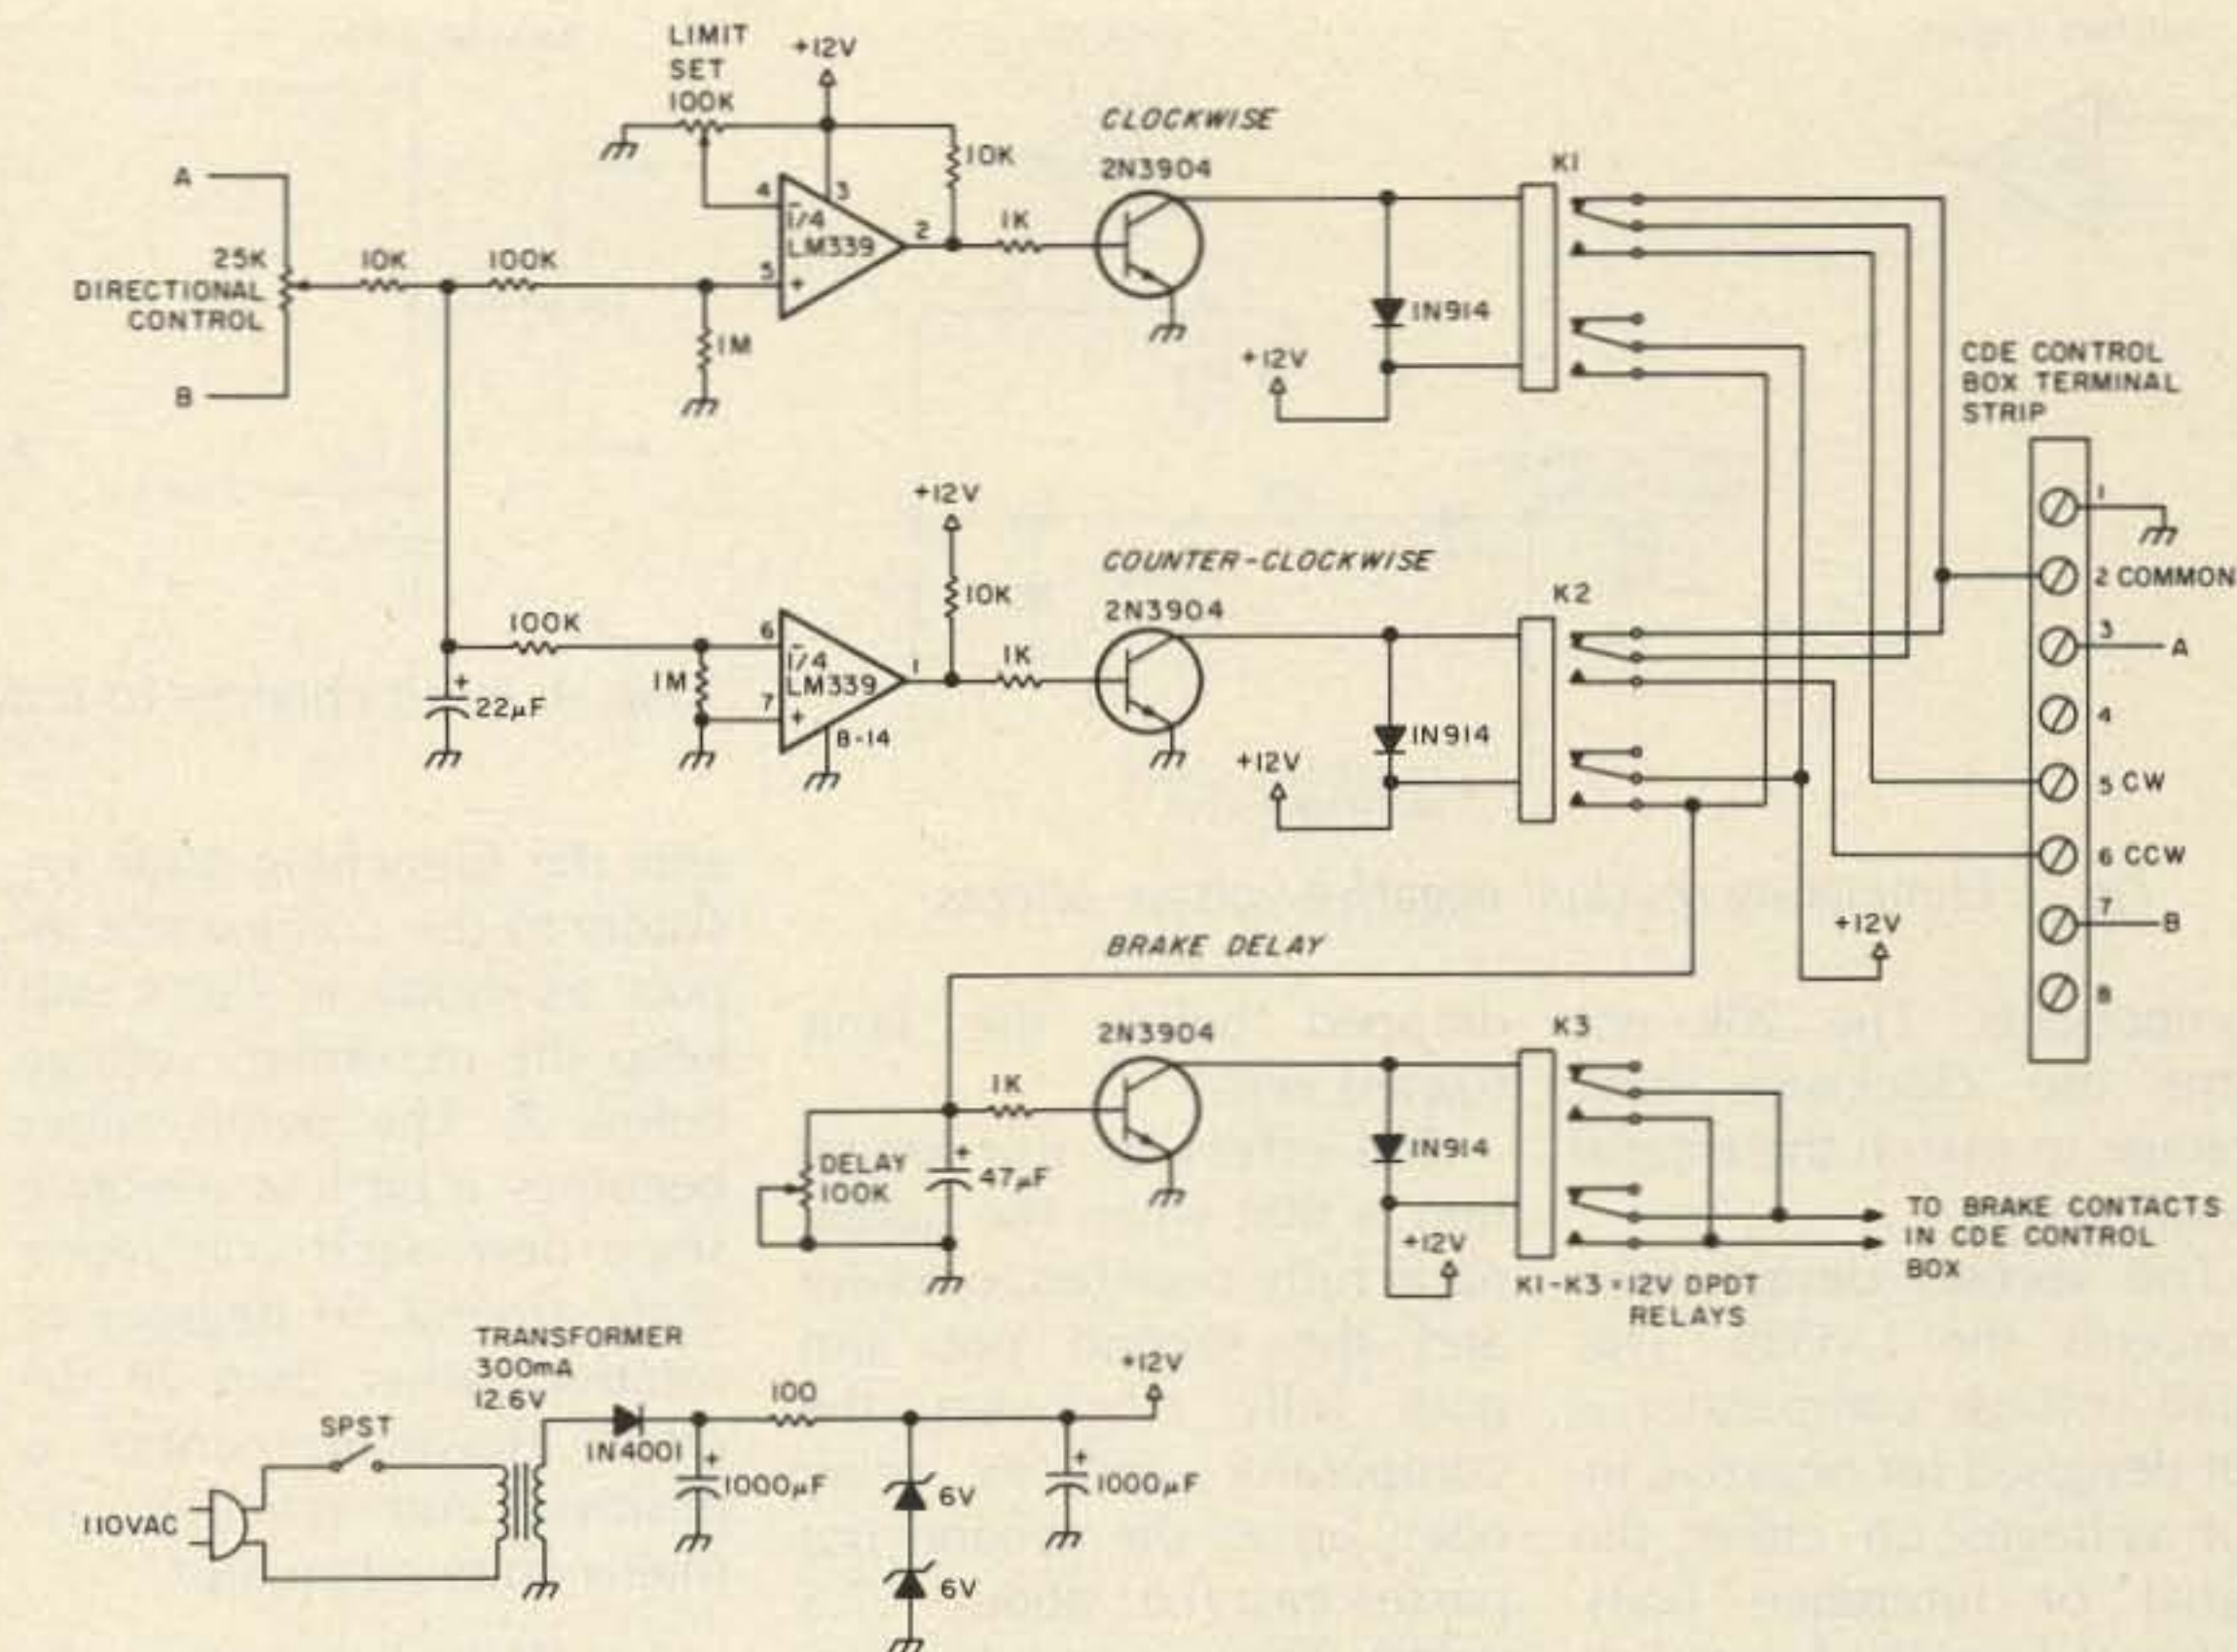 LIMIT
SET
100K
+12V
10K
CLOCKWISE
2N3904
K1
A
25K
DIRECTIONAL
CONTROL
B
10K
100K
4
3
-
1/4
LM339
5
+
2
1K
1M
1N914
+12V
CDE CONTROL
BOX TERMINAL
STRIP
1
2 COMMON
3
A
4
5 CW
6 CCW
7
B
8
+12V
10K
COUNTER-CLOCKWISE
2N3904
K2
100K
6
-
1/4
LM339
1M
7
+
8-14
1
1K
+
22µF
1N914
+12V
+12V
BRAKE DELAY
2N3904
K3
1K
DELAY
100K
+
47µF
1N914
+12V
TO BRAKE CONTACTS
IN CDE CONTROL
BOX
K1-K3 = 12V DPDT
RELAYS
TRANSFORMER
300mA
12.6V
SPST
110VAC
1N4001
+
1000µF
100
6V
6V
+
1000µF
+12V